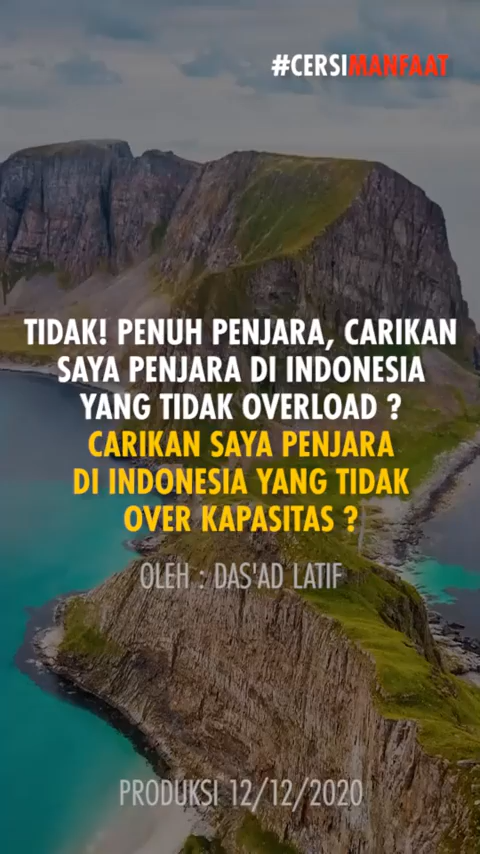 #CERSIMANFAAT
TIDAK! PENUH PENJARA, CARIKAN
SAYA PENJARA DI INDONESIA
YANG TIDAK OVERLOAD ?
CARIKAN SAYA PENJARA
DI INDONESIA YANG TIDAK
OVER KAPASITAS ?
OLEH : DAS'AD LATIF
PRODUKSI 12/12/2020